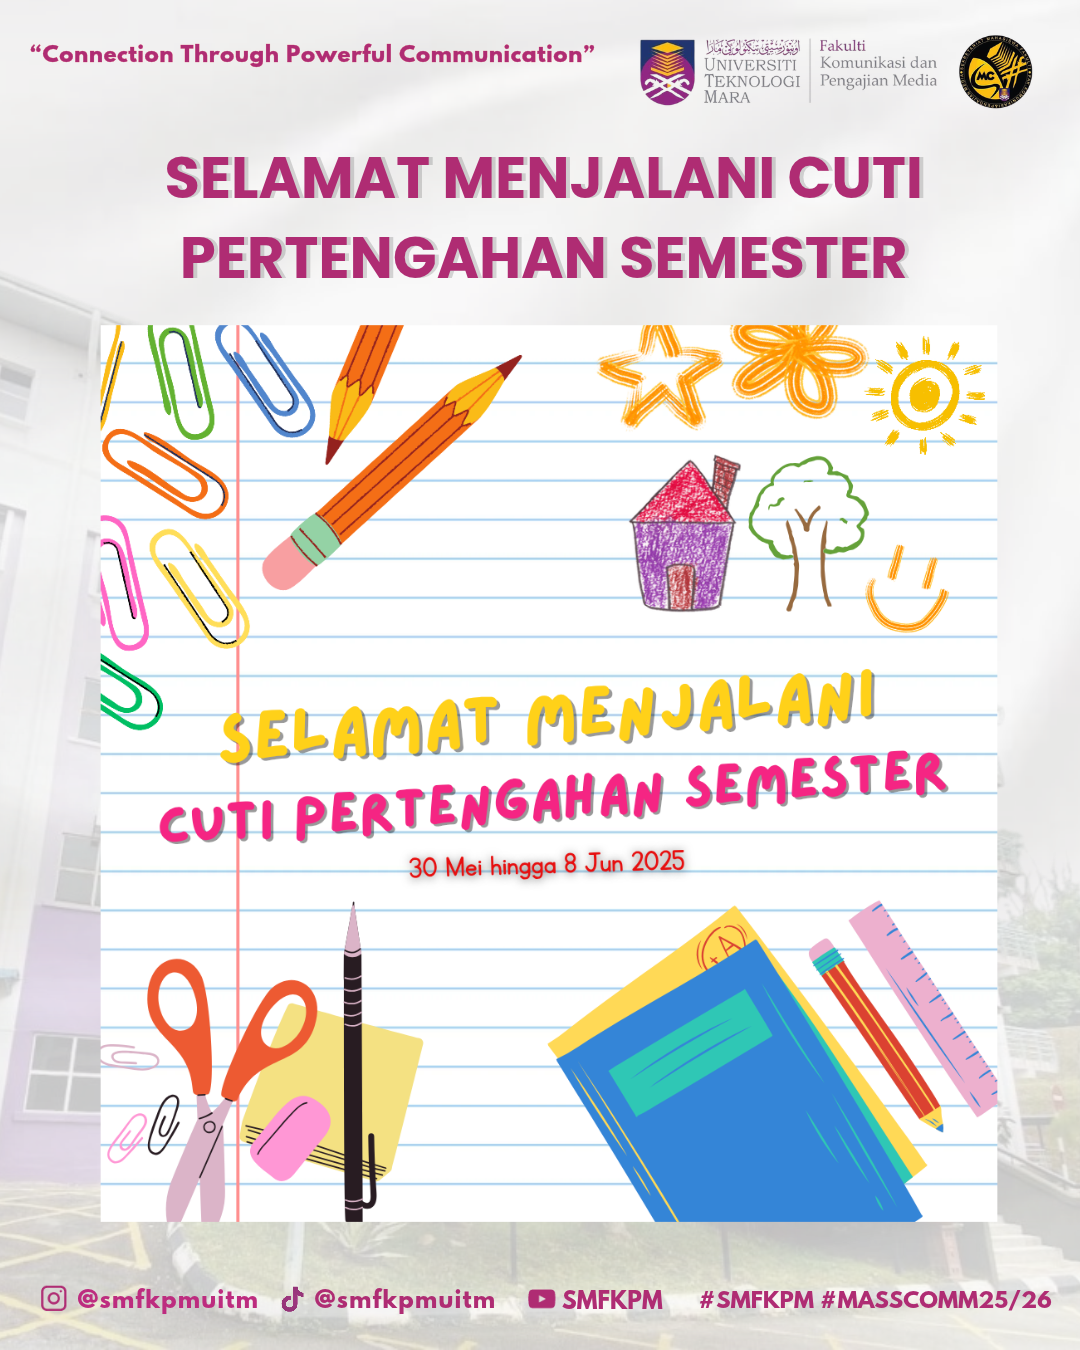 “Connection Through Powerful Communication”
UNIVERSITI
TEKNOLOGI
MARA
Fakulti
Komunikasi dan
Pengajian Media
MC
SELAMAT MENJALANI CUTI
PERTENGAHAN SEMESTER
SELAMAT MENJALANI
CUTI PERTENGAHAN SEMESTER
30 Mei hingga 8 Jun 2025
A+
@smfkpmuitm
@smfkpmuitm
SMFKPM
#SMFKPM #MASSCOMM25/26